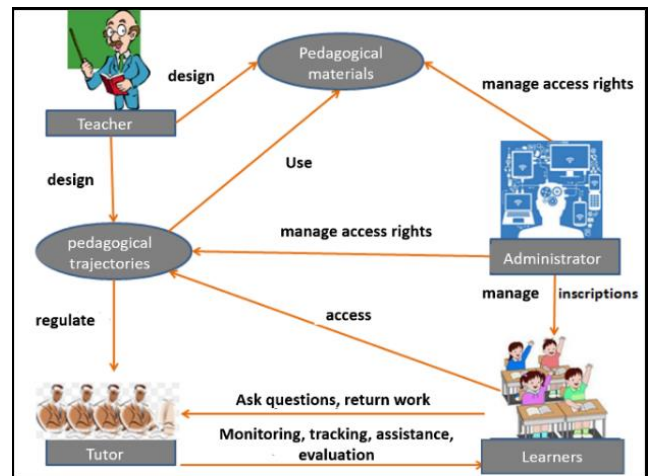 Pedagogical
materials
design
manage access rights
Teacher
design
Use
pedagogical
trajectories
manage access rights
Administrator
manage inscriptions
regulate
access
Ask questions, return work
Monitoring, tracking, assistance,
evaluation
Tutor
Learners